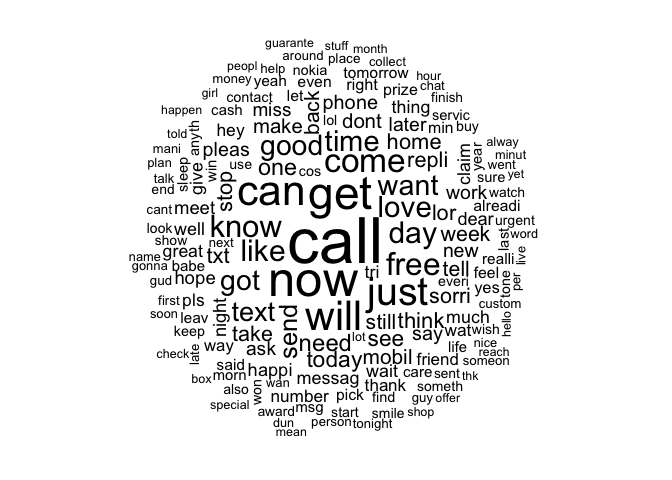 guarante stuff month
around place collect
peopl help nokia tomorrow hour
money yeah even right prize chat
girl contact let back phone finish
cash miss lol dont thing servic
happen hey make later min buy
told anyth good time home claim year alway
mani pleas one cos come repli minut
plan sleep give win use went
talk stop can get want work sure yet
end watch
cant meet love lor alreadi
look well know dear urgent
show next call day week last word
name great txt like new realli live
gonna babe tri free tell feel per
gud hope got now everi yes tone
first pls night just sorri custom
soon leav text send will still think much hello
keep take say wat wish
way ask need lot see life nice
check late today mobil friend reach
said happi wait care sent someon
box morn messag thank thk
also won wan number pick find someth
special guy offer
award msg start smile shop
dun person tonight
mean